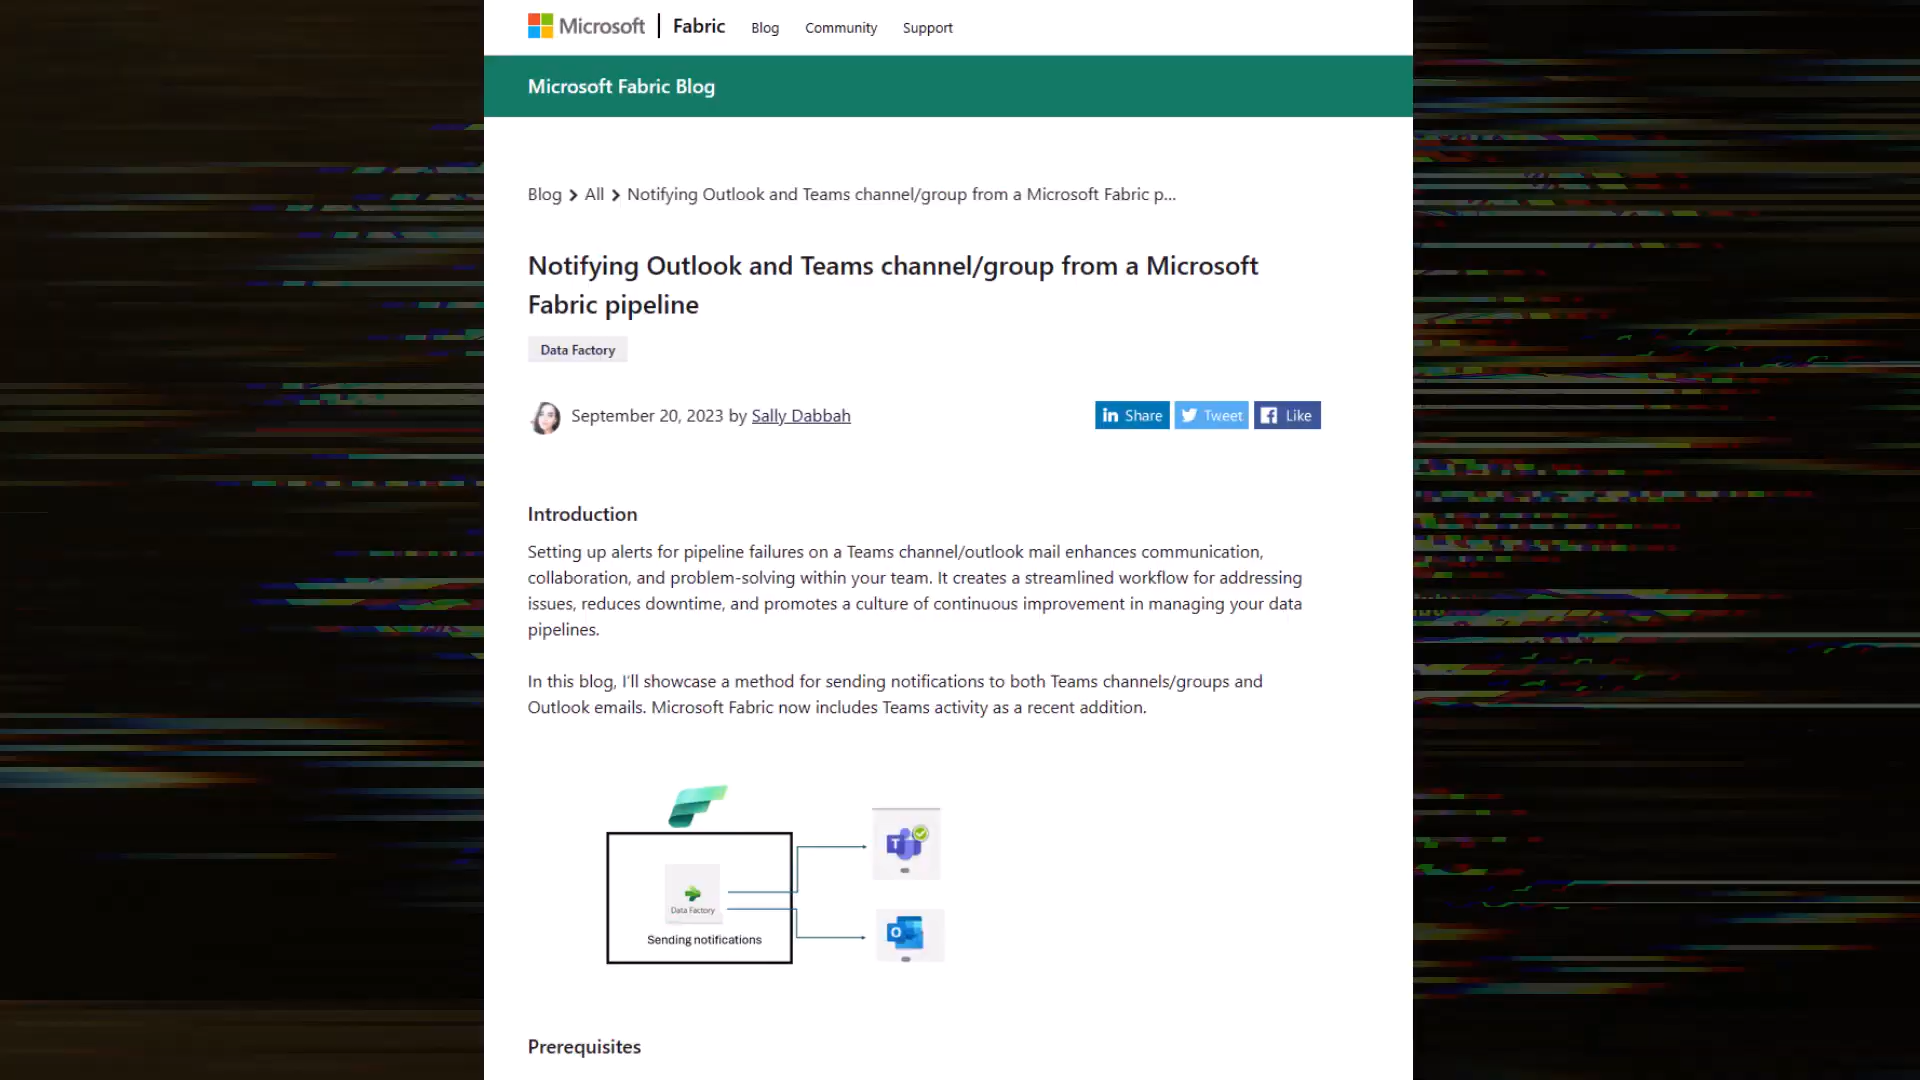 Microsoft | Fabric Blog Community Support
Microsoft Fabric Blog
Blog > All > Notifying Outlook and Teams channel/group from a Microsoft Fabric p...
Notifying Outlook and Teams channel/group from a Microsoft
Fabric pipeline
Data Factory
September 20, 2023 by Sally Dabbah
in Share Tweet Like
Introduction
Setting up alerts for pipeline failures on a Teams channel/outlook mail enhances communication,
collaboration, and problem-solving within your team. It creates a streamlined workflow for addressing
issues, reduces downtime, and promotes a culture of continuous improvement in managing your data
pipelines.
In this blog, I'll showcase a method for sending notifications to both Teams channels/groups and
Outlook emails. Microsoft Fabric now includes Teams activity as a recent addition.
T
Data Factory
O
Sending notifications
Prerequisites